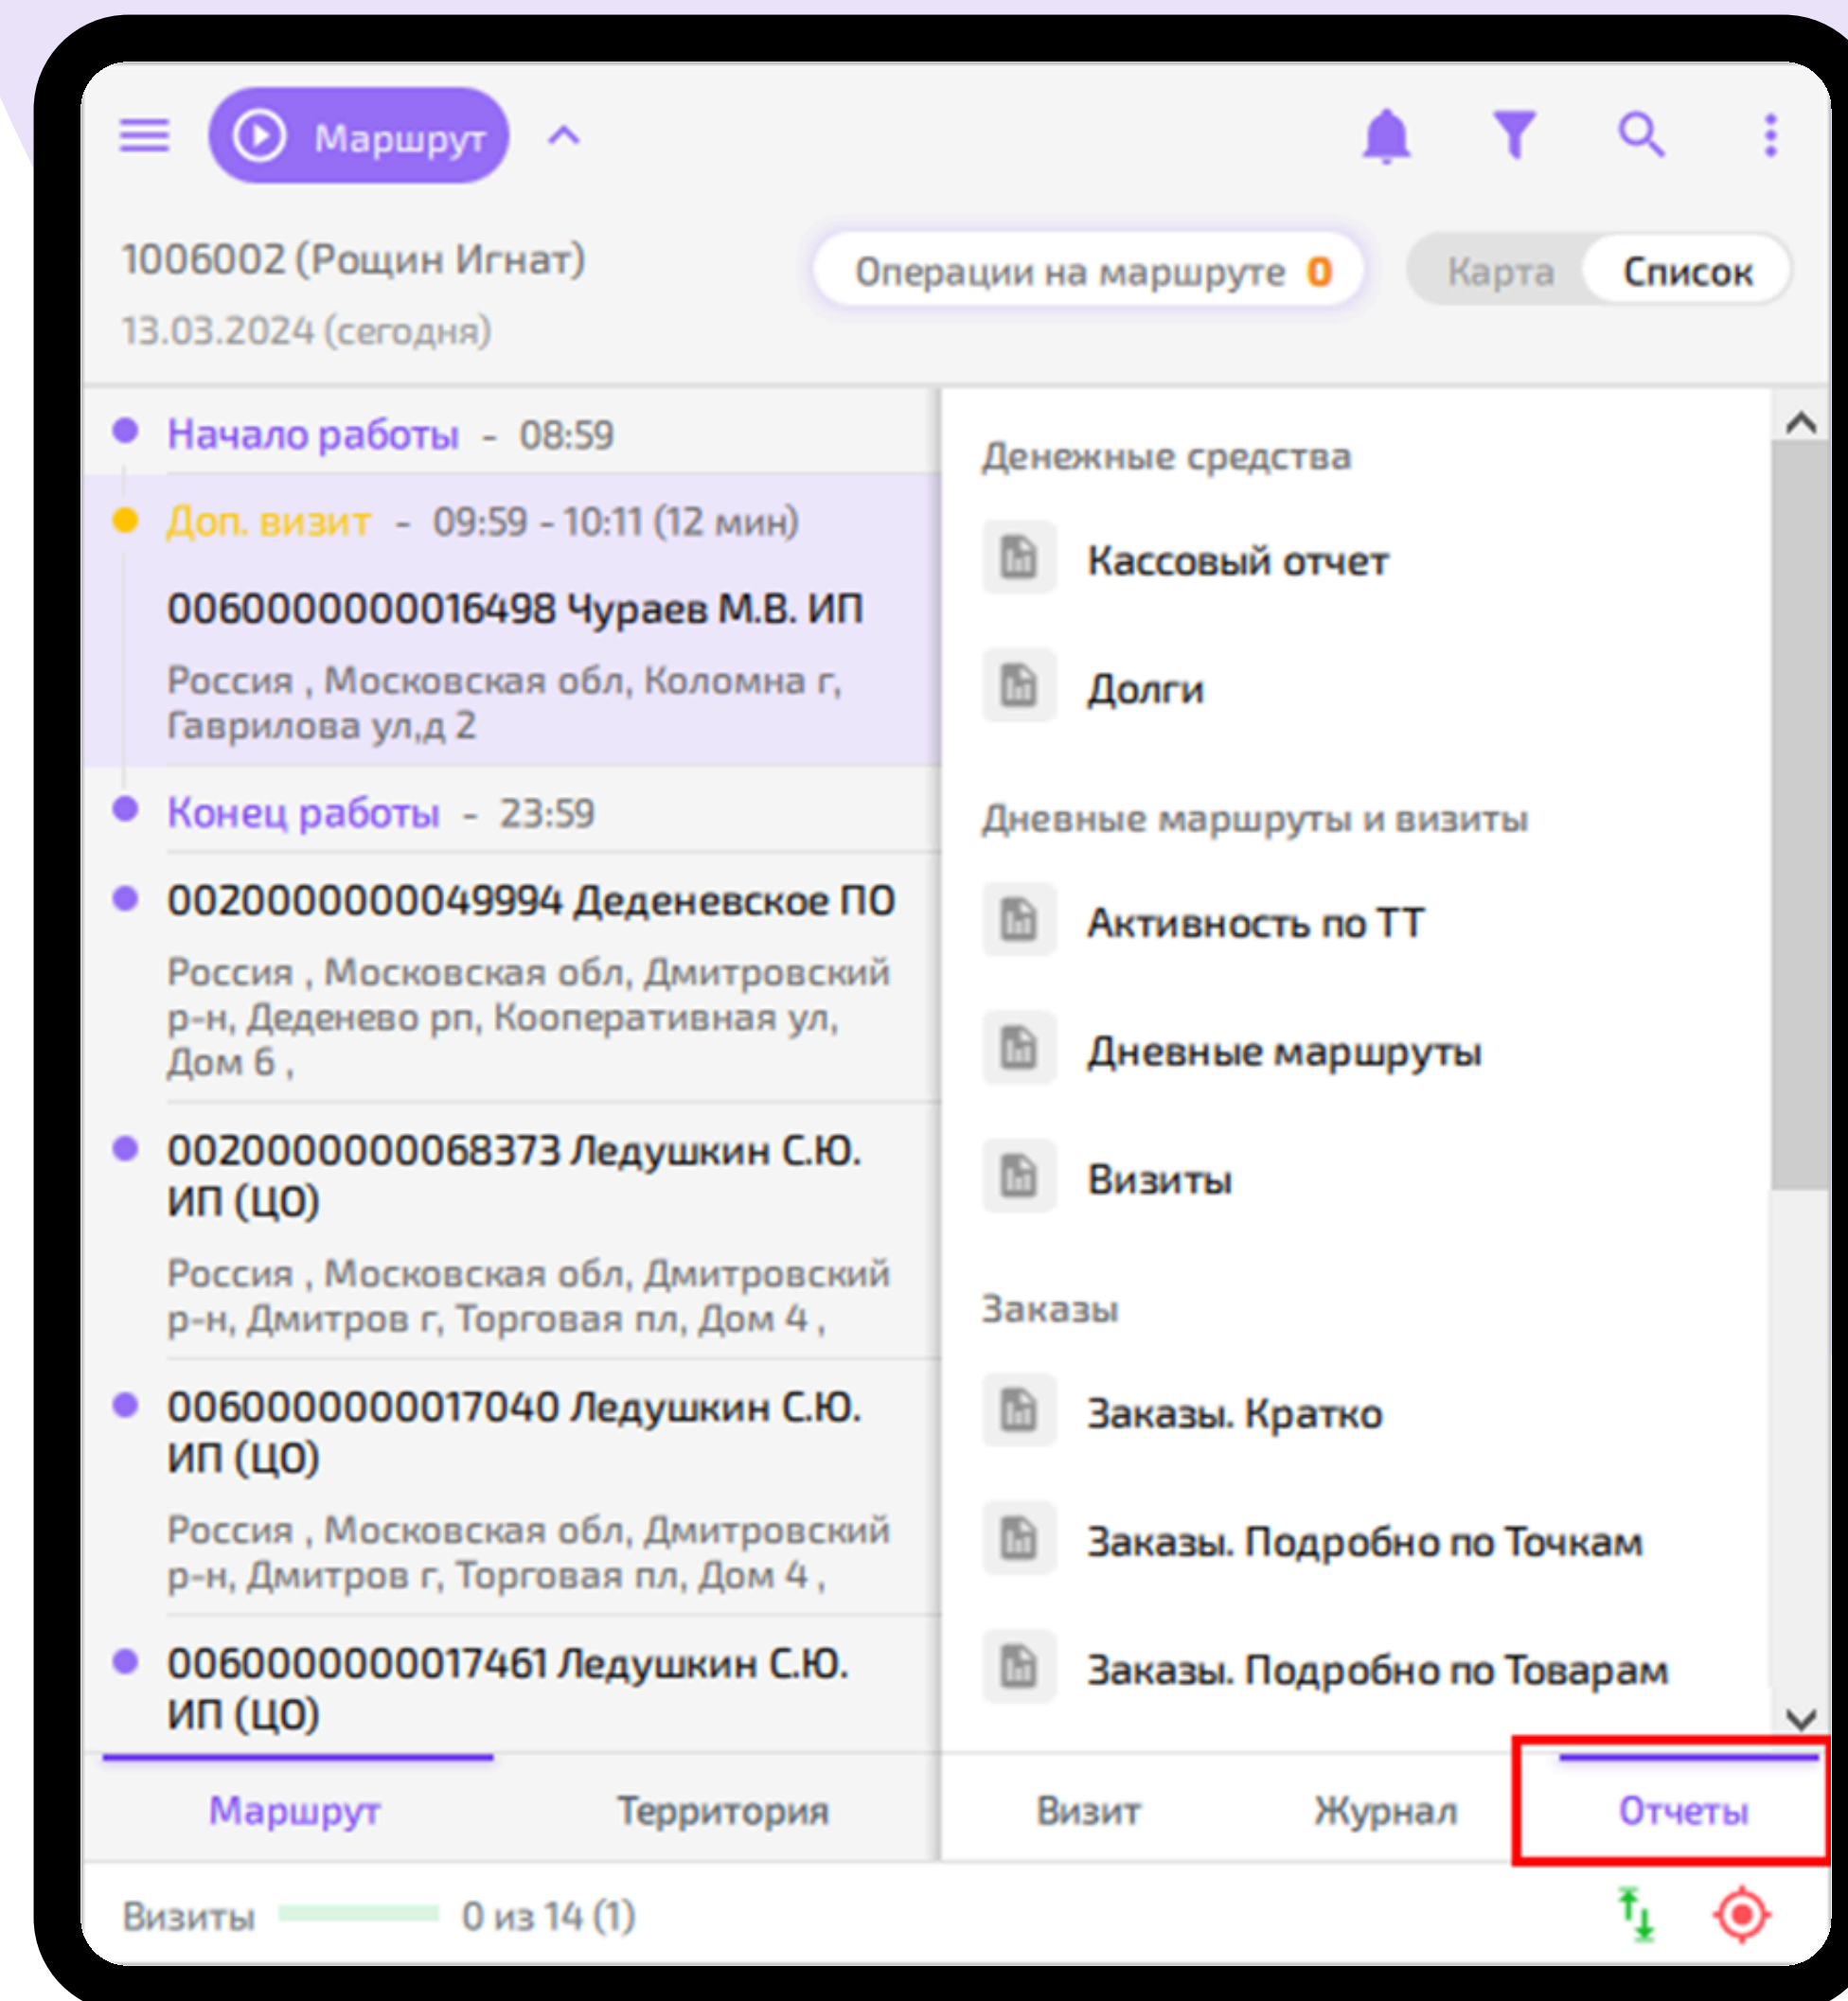 Маршрут
1006002 (Рощин Игнат)
Операции на маршруте 0
Карта
Список
13.03.2024 (сегодня)
Начало работы - 08:59
Доп. визит - 09:59 - 10:11 (12 мин)
0060000000016498 Чураев М.В. ИП
Россия , Московская обл, Коломна г,
Гаврилова ул,д 2
Конец работы - 23:59
0020000000049994 Деденевское ПО
Россия , Московская обл, Дмитровский
р-н, Деденево рп, Кооперативная ул,
Дом 6 ,
0020000000068373 Ледушкин С.Ю.
ИП (ЦО)
Россия , Московская обл, Дмитровский
р-н, Дмитров г, Торговая пл, Дом 4 ,
0060000000017040 Ледушкин С.Ю.
ИП (ЦО)
Россия , Московская обл, Дмитровский
р-н, Дмитров г, Торговая пл, Дом 4 ,
0060000000017461 Ледушкин С.Ю.
ИП (ЦО)
Маршрут
Территория
Денежные средства
Кассовый отчет
Долги
Дневные маршруты и визиты
Активность по ТТ
Дневные маршруты
Визиты
Заказы
Заказы. Кратко
Заказы. Подробно по Точкам
Заказы. Подробно по Товарам
Визит
Журнал
Отчеты
Визиты
0 из 14 (1)